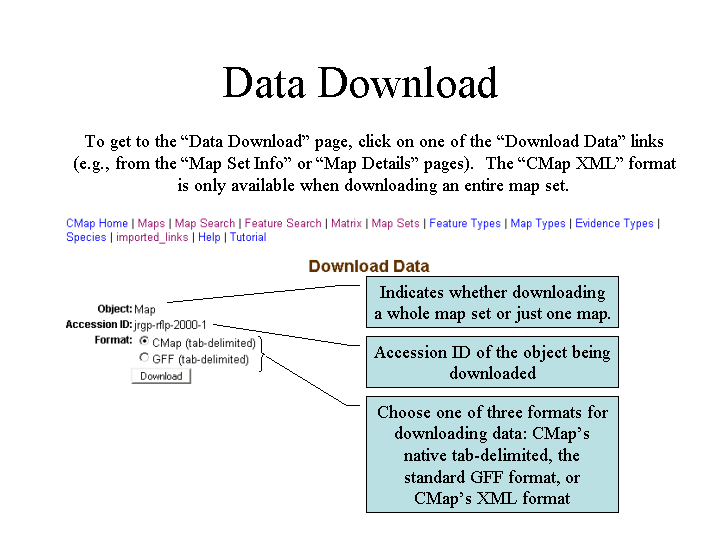 Data Download
To get to the “Data Download” page, click on one of the “Download Data” links
(e.g., from the “Map Set Info” or “Map Details” pages).  The “CMap XML” format
is only available when downloading an entire map set.
CMap Home | Maps | Map Search | Feature Search | Matrix | Map Sets | Feature Types | Map Types | Evidence Types |
Species | imported_links | Help | Tutorial
Download Data
Object: Map
Accession ID: jrgp-rflp-2000-1
Format: CMap (tab-delimited)
GFF (tab-delimited)
Download
Indicates whether downloading
a whole map set or just one map.
Accession ID of the object being
downloaded
Choose one of three formats for
downloading data: CMap’s
native tab-delimited, the
standard GFF format, or
CMap’s XML format